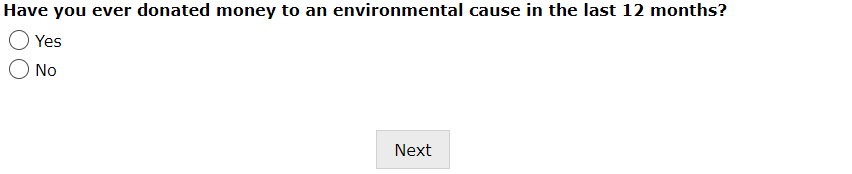 Have you ever donated money to an environmental cause in the last 12 months?
Yes
No
Next